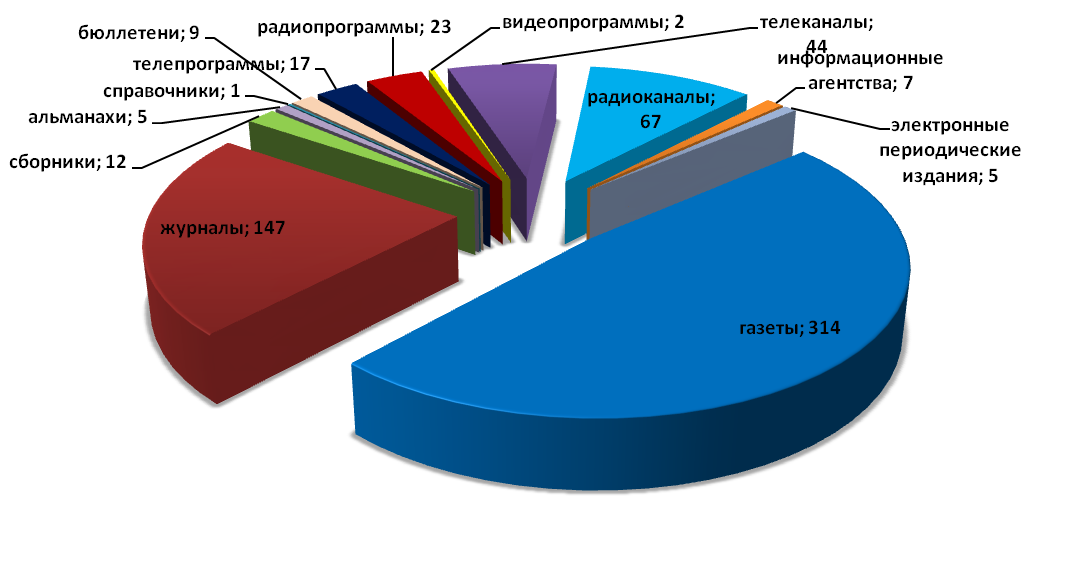 бюллетени; 9
радиопрограммы; 23
видеопрограммы; 2
телеканалы;
44
телепрограммы; 17
информационные
агентства; 7
справочники; 1
радиоканалы;
67
альманахи; 5
электронные
периодические
издания; 5
сборники; 12
журналы; 147
газеты; 314